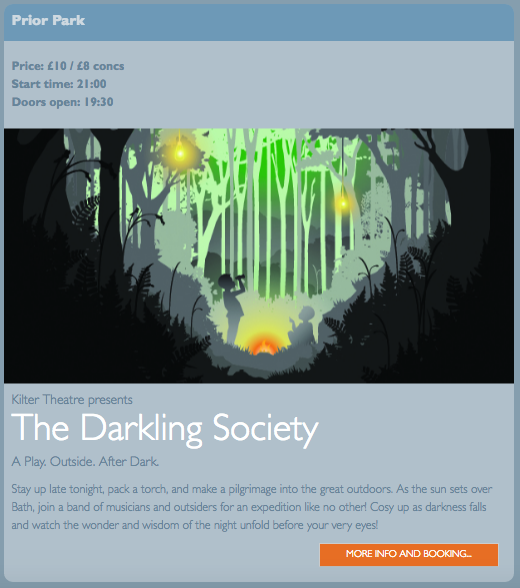 Prior Park
Price: £10 / £8 concs
Start time: 21:00
Doors open: 19:30
Kilter Theatre presents
The Darkling Society
A Play. Outside. After Dark.
Stay up late tonight, pack a torch, and make a pilgrimage into the great outdoors. As the sun sets over
Bath, join a band of musicians and outsiders for an expedition like no other! Cosy up as darkness falls
and watch the wonder and wisdom of the night unfold before your very eyes!
MORE INFO AND BOOKING...